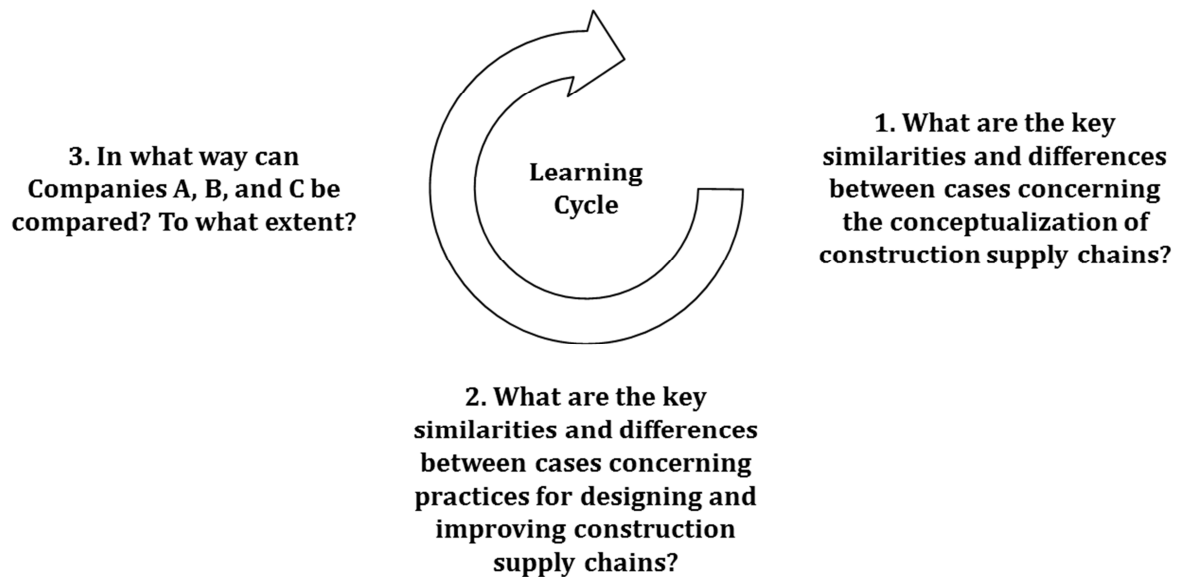 1. What are the key
similarities and differences
between cases concerning
the conceptualization of
construction supply chains?
2. What are the key
similarities and differences
between cases concerning
practices for designing and
improving construction
supply chains?
3. In what way can
Companies A, B, and C be
compared? To what extent?
Learning
Cycle